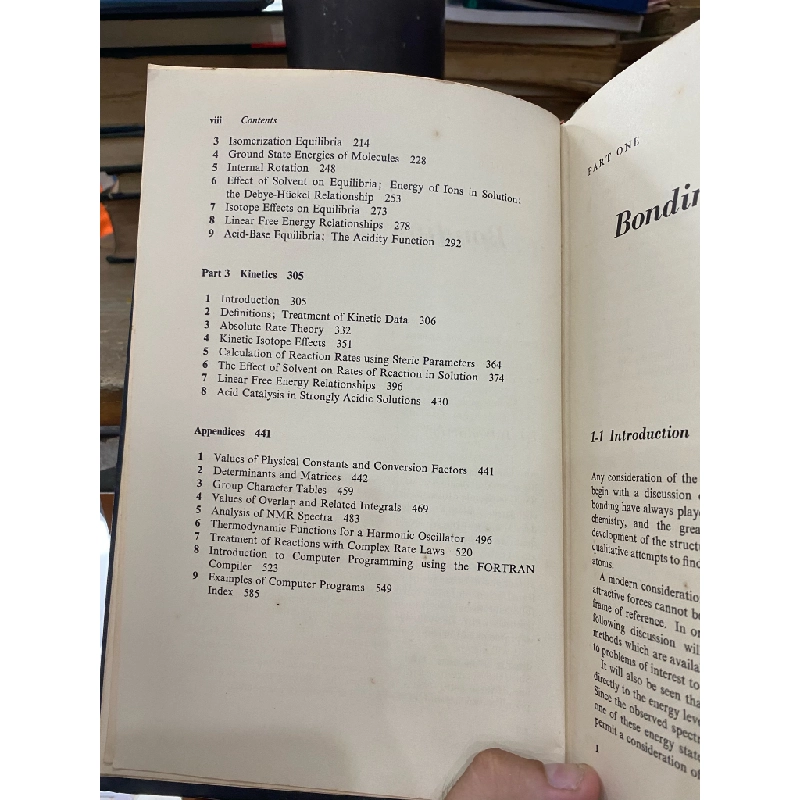 viii Contents
3 Isomerization Equilibria 214
4 Ground State Energies of Molecules 228
5 Internal Rotation 248
6 Effect of Solvent on Equilibria; Energy of Ions in Solution;
the Debye-Hückel Relationship 253
7 Isotope Effects on Equilibria 273
8 Linear Free Energy Relationships 278
9 Acid-Base Equilibria; The Acidity Function 292
Part 3 Kinetics 305
1 Introduction 305
2 Definitions; Treatment of Kinetic Data 306
3 Absolute Rate Theory 332
4 Kinetic Isotope Effects 351
5 Calculation of Reaction Rates using Steric Parameters 364
6 The Effect of Solvent on Rates of Reaction in Solution 374
7 Linear Free Energy Relationships 396
8 Acid Catalysis in Strongly Acidic Solutions 430
Appendices 441
1 Values of Physical Constants and Conversion Factors 441
2 Determinants and Matrices 442
3 Group Character Tables 459
4 Values of Overlap and Related Integrals 469
5 Analysis of NMR Spectra 483
6 Thermodynamic Functions for a Harmonic Oscillator 496
7 Treatment of Reactions with Complex Rate Laws 520
8 Introduction to Computer Programming using the FORTRAN
Compiler 523
9 Examples of Computer Programs 549
Index 585
PART ONE
Bondin
1-1 Introduction
Any consideration of the
begin with a discussion
bonding have always play
chemistry, and the grea
development of the struct
qualitative attempts to find
atoms.
A modern consideratio
attractive forces cannot b
frame of reference. In or
following discussion wil
methods which are availa
to problems of interest to
It will also be seen tha
directly to the energy leve
Since the observed spectr
one of these energy state
permit a consideration of
1